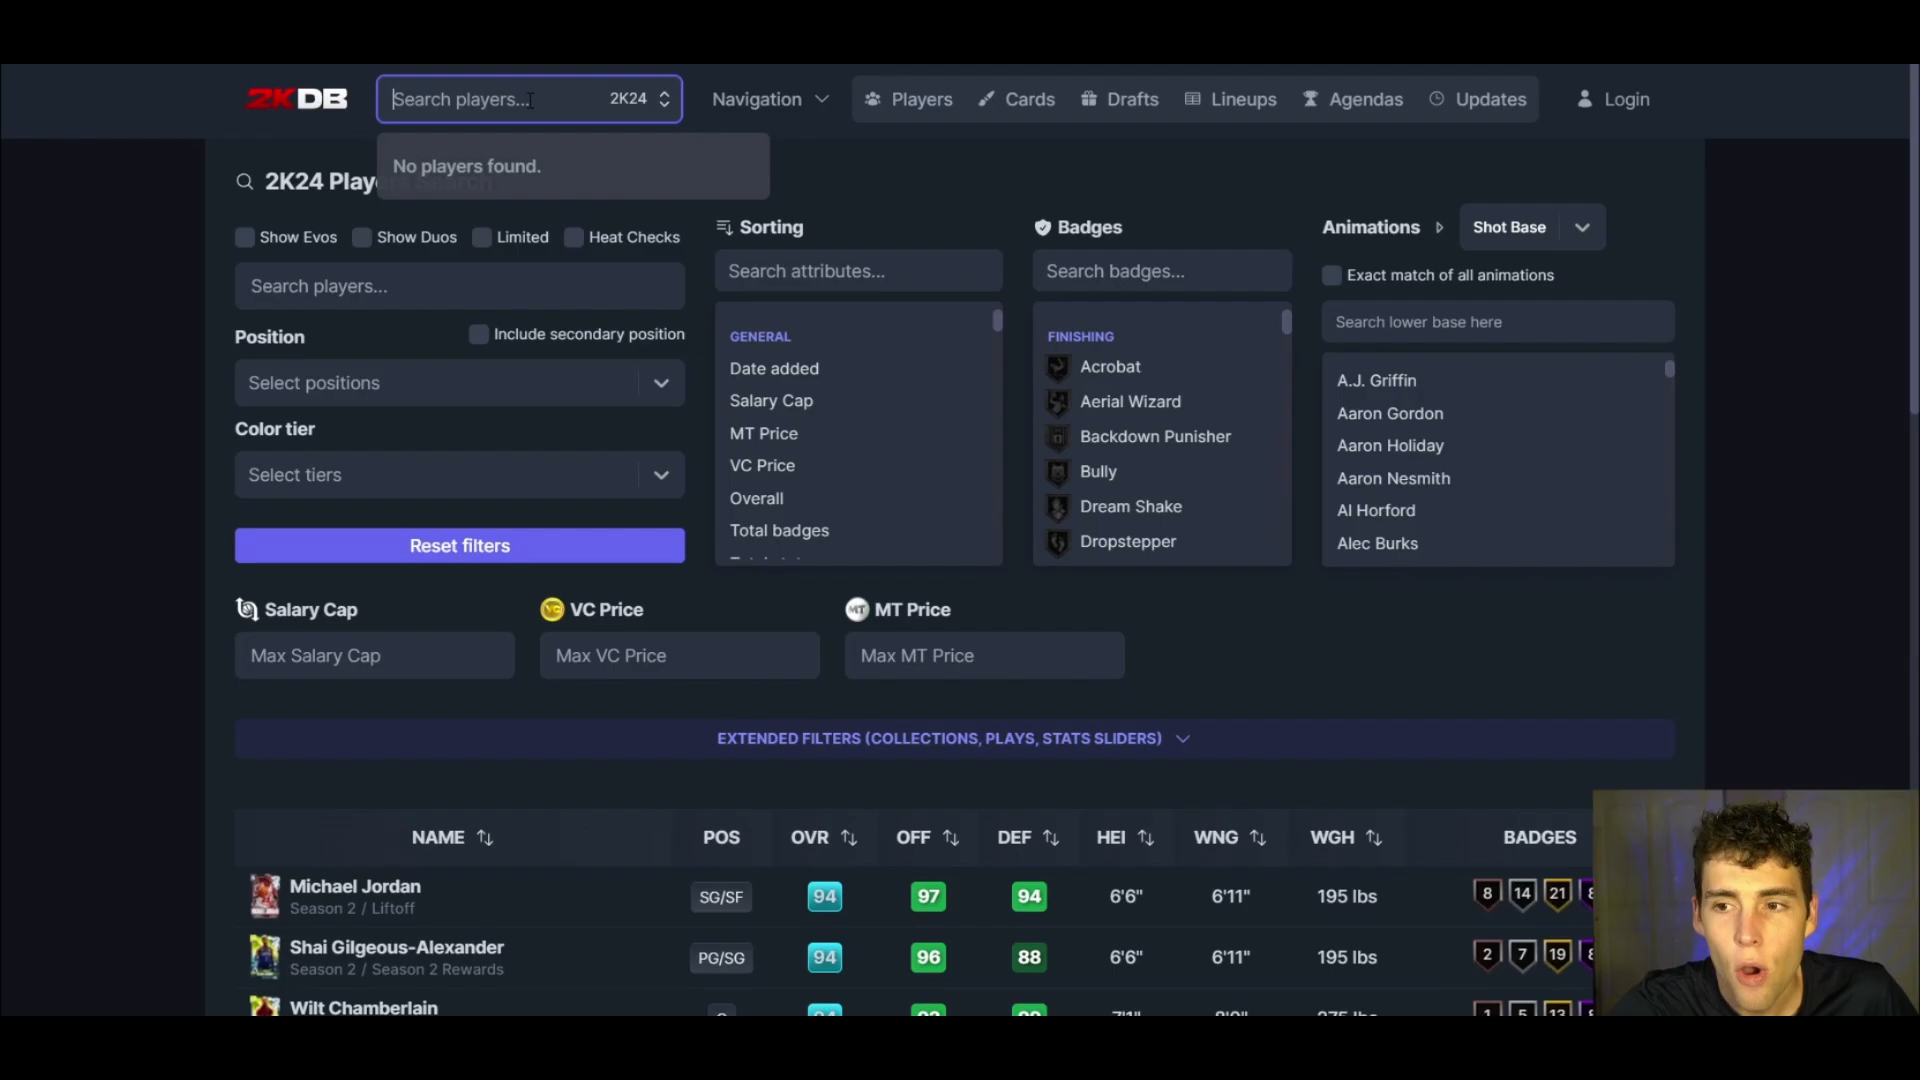 2KDB
Search players...
2K24
Navigation
Players
Cards
Drafts
Lineups
Agendas
Updates
Login
No players found.
2K24 Player Search
Show Evos
Show Duos
Limited
Heat Checks
Search players...
Position
Include secondary position
Select positions
Color tier
Select tiers
Reset filters
Sorting
Search attributes...
GENERAL
Date added
Salary Cap
MT Price
VC Price
Overall
Total badges
Badges
Search badges...
FINISHING
Acrobat
Aerial Wizard
Backdown Punisher
Bully
Dream Shake
Dropstepper
Animations
Shot Base
Exact match of all animations
Search lower base here
A.J. Griffin
Aaron Gordon
Aaron Holiday
Aaron Nesmith
Al Horford
Alec Burks
Salary Cap
VC VC Price
MT MT Price
Max Salary Cap
Max VC Price
Max MT Price
EXTENDED FILTERS (COLLECTIONS, PLAYS, STATS SLIDERS)
NAME POS OVR OFF DEF HEI WNG WGH BADGES
Michael Jordan
Season 2 / Liftoff
SG/SF 94 97 94 6'6" 6'11" 195 lbs 8 14 21
Shai Gilgeous-Alexander
Season 2 / Season 2 Rewards
PG/SG 94 96 88 6'6" 6'11" 195 lbs 2 7 19
Wilt Chamberlain